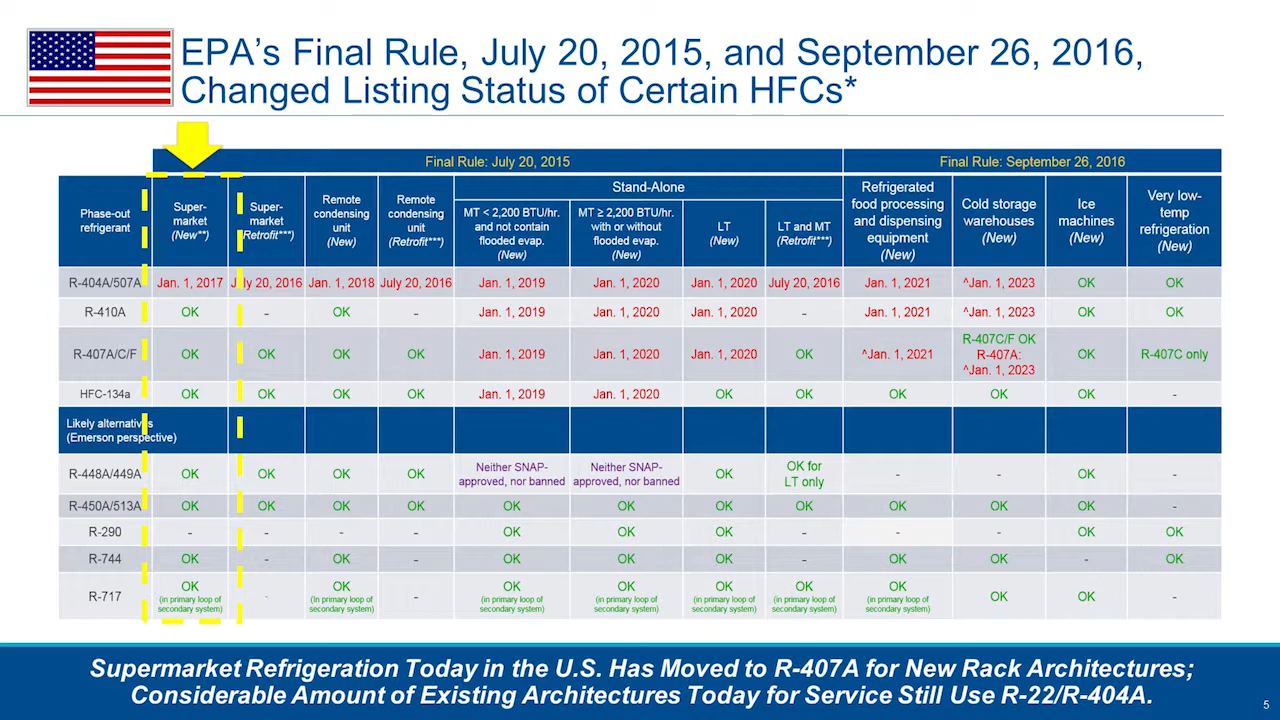 EPA's Final Rule, July 20, 2015, and September 26, 2016,
Changed Listing Status of Certain HFCs*
Final Rule: July 20, 2015
Final Rule: September 26, 2016
Phase-out
refrigerant
Super-
market
(New**)
Super-
market
(Retrofit***)
Remote
condensing
unit
(New)
Remote
condensing
unit
(Retrofit***)
Stand-Alone
MT < 2,200 BTU/hr.
and not contain
flooded evap.
(New)
MT ≥ 2,200 BTU/hr.
with or without
flooded evap.
(New)
LT
(New)
LT and MT
(Retrofit***)
Refrigerated
food processing
and dispensing
equipment
(New)
Cold storage
warehouses
(New)
Ice
machines
(New)
Very low-
temp
refrigeration
(New)
R-404A/507A Jan. 1, 2017 July 20, 2016 Jan. 1, 2018 July 20, 2016 Jan. 1, 2019 Jan. 1, 2020 Jan. 1, 2020 July 20, 2016 Jan. 1, 2021 ^Jan. 1, 2023 OK OK
R-410A OK - OK - Jan. 1, 2019 Jan. 1, 2020 Jan. 1, 2020 - Jan. 1, 2021 ^Jan. 1, 2023 OK OK
R-407A/C/F OK OK OK OK Jan. 1, 2019 Jan. 1, 2020 Jan. 1, 2020 OK ^Jan. 1, 2021
R-407C/F OK
R-407A:
^Jan. 1, 2023
OK R-407C only
HFC-134a OK OK OK OK Jan. 1, 2019 Jan. 1, 2020 OK OK OK OK OK -
Likely alternatives
(Emerson perspective)
R-448A/449A OK OK OK OK
Neither SNAP-
approved, nor banned
Neither SNAP-
approved, nor banned
OK
OK for
LT only
- - OK -
R-450A/513A OK OK OK OK OK OK OK OK OK OK OK -
R-290 - - - - OK OK OK - - - OK OK
R-744 OK - OK - OK OK OK - OK OK - OK
R-717
OK
(in primary loop of
secondary system)
-
OK
(In primary loop of
secondary system)
-
OK
(in primary loop of
secondary system)
OK
(in primary loop of
secondary system)
OK
(in primary loop of
secondary system)
OK
(in primary loop of
secondary system)
OK
(in primary loop of
secondary system)
OK OK -
Supermarket Refrigeration Today in the U.S. Has Moved to R-407A for New Rack Architectures;
Considerable Amount of Existing Architectures Today for Service Still Use R-22/R-404A.
5